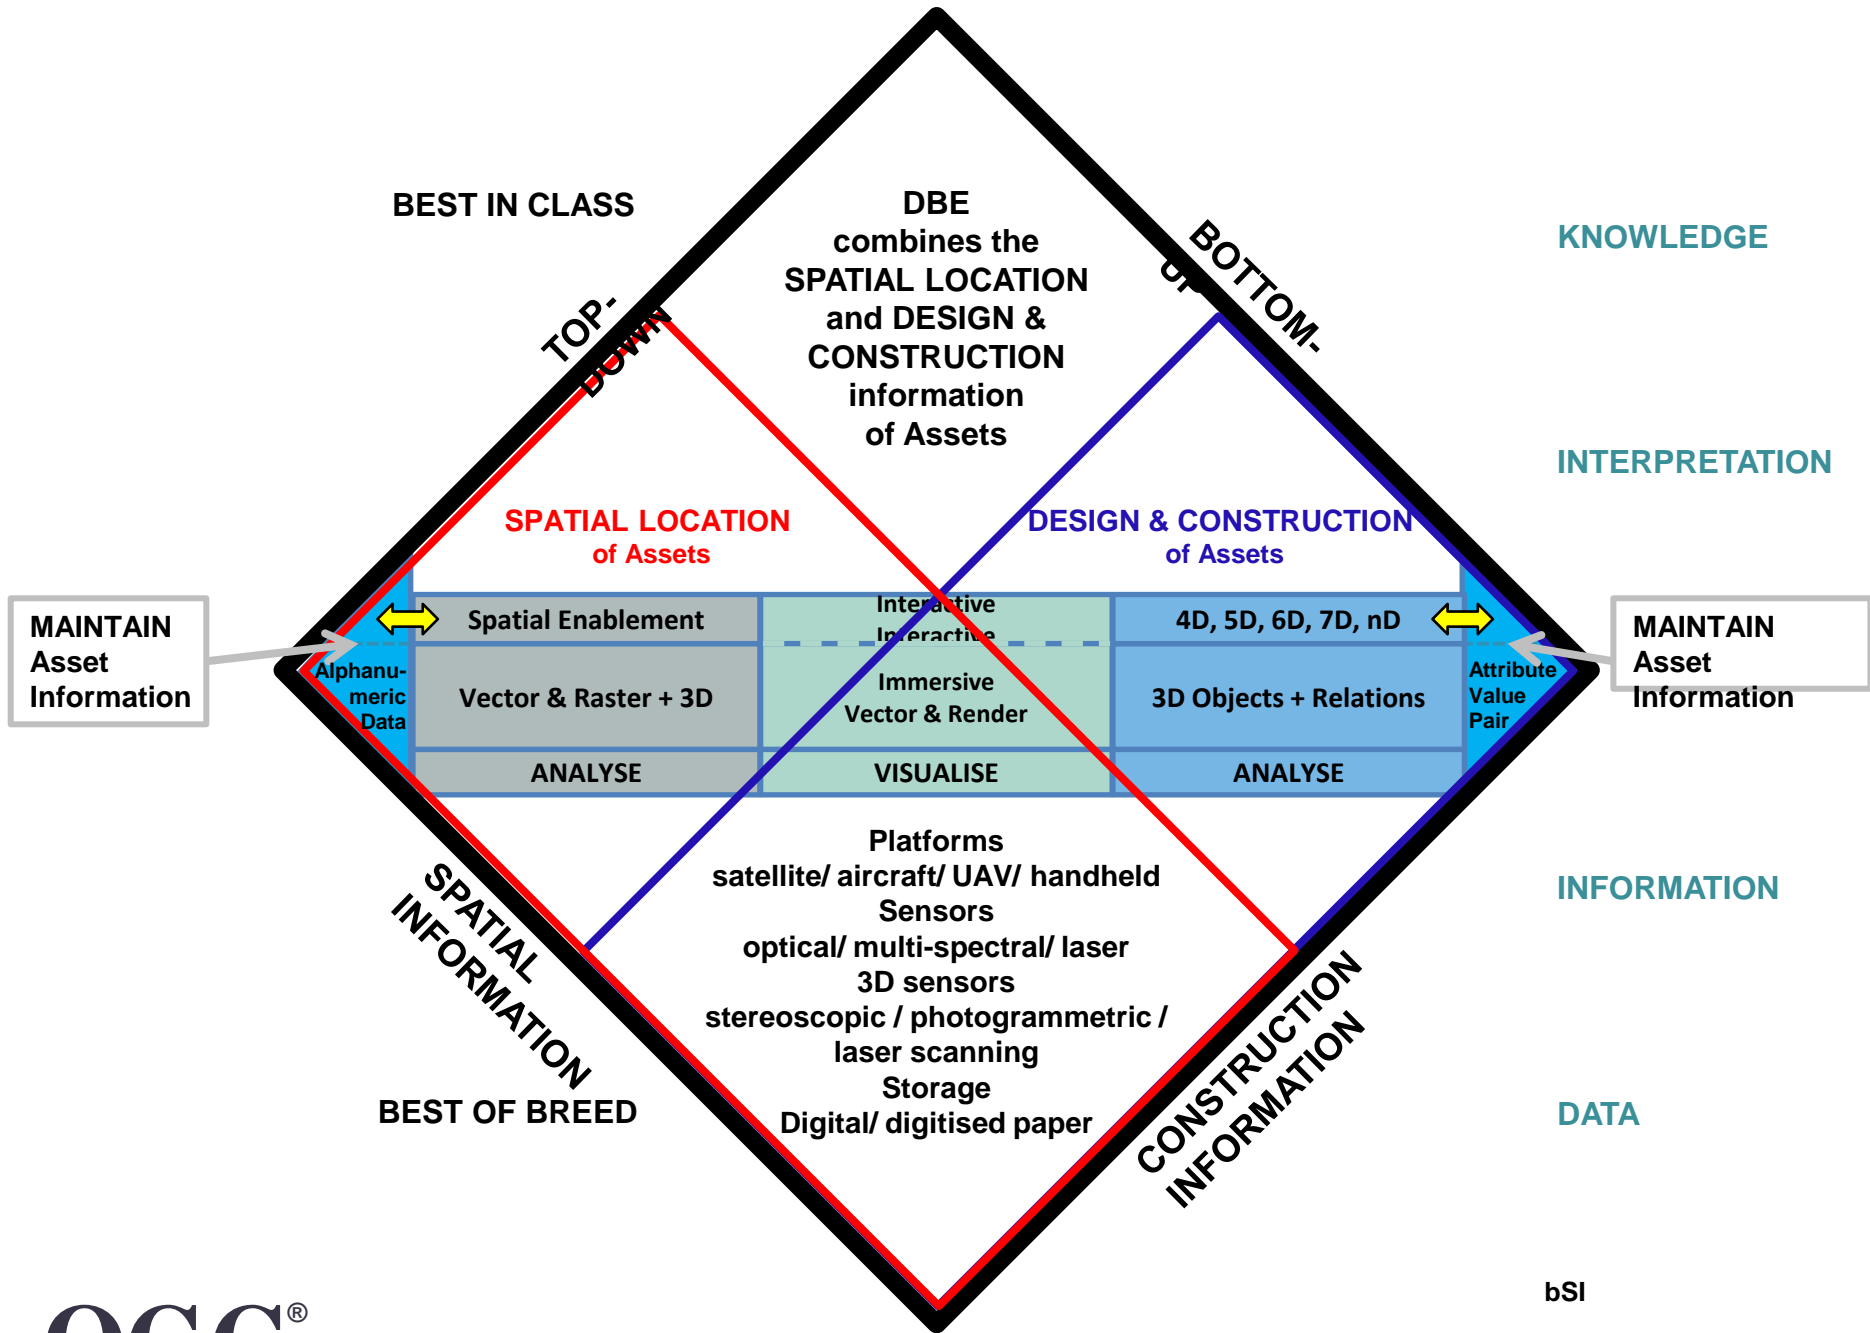 BEST IN CLASS
DBE
combines the
SPATIAL LOCATION
and DESIGN &
CONSTRUCTION
information
of Assets
TOP-
DOWN
BOTTOM-
UP
KNOWLEDGE
INTERPRETATION
SPATIAL LOCATION
of Assets
DESIGN & CONSTRUCTION
of Assets
MAINTAIN
Asset
Information
Alphanu-
meric
Data
Spatial Enablement
Vector & Raster + 3D
ANALYSE
Interactive
Interactive
Immersive
Vector & Render
VISUALISE
4D, 5D, 6D, 7D, nD
3D Objects + Relations
ANALYSE
Attribute
Value
Pair
MAINTAIN
Asset
Information
Platforms
satellite/ aircraft/ UAV/ handheld
Sensors
optical/ multi-spectral/ laser
3D sensors
stereoscopic / photogrammetric /
laser scanning
Storage
Digital/ digitised paper
SPATIAL
INFORMATION
BEST OF BREED
CONSTRUCTION
INFORMATION
INFORMATION
DATA
bSI
OGC®